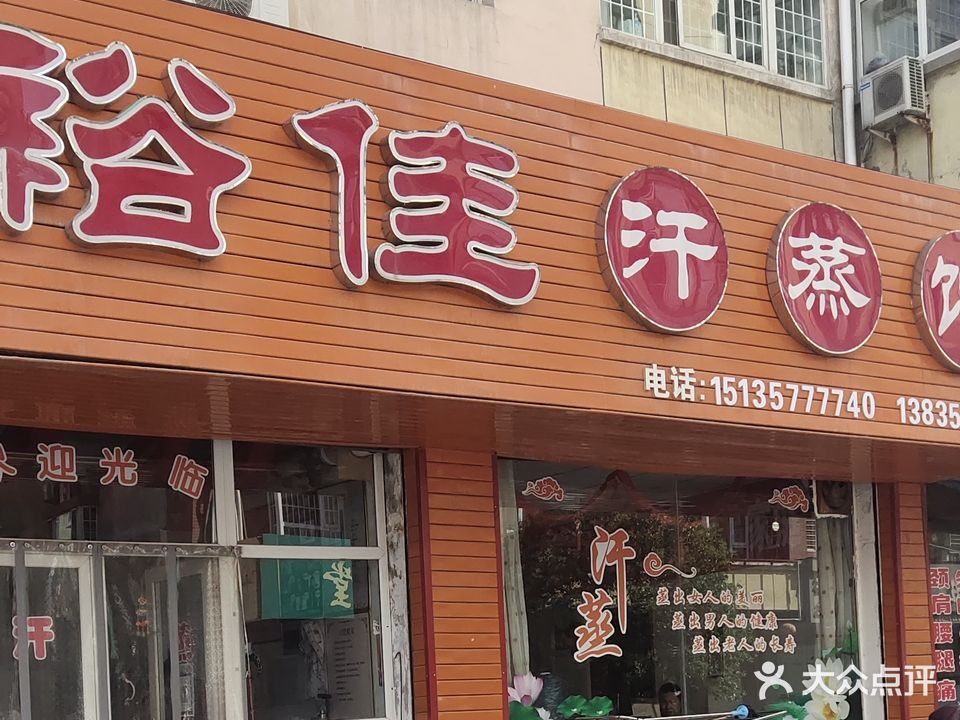 裕佳汗蒸馆
电话:15135777740 13835
迎光临
汗蒸
蒸出女人的美丽
蒸出男人的健康
蒸出老人的长寿
汗
颈
肩
腰
腿
痛
大众点评